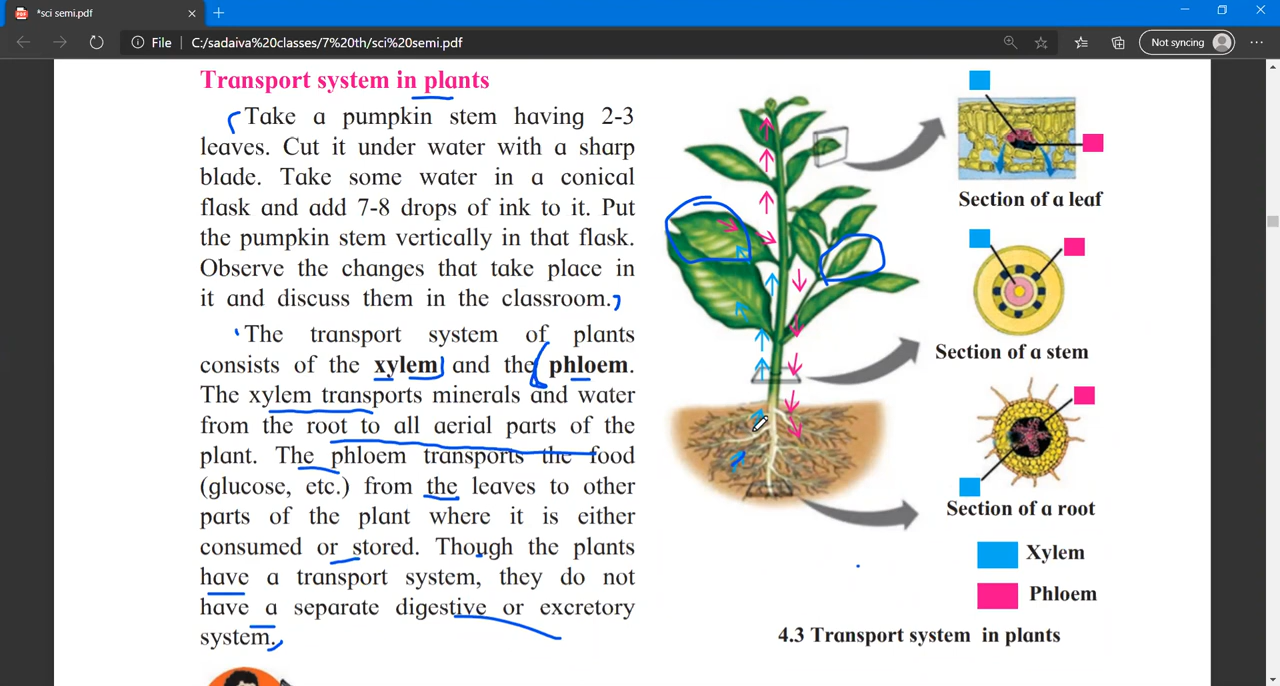 *sci semi.pdf
File | C:/sadaiva%20classes/7%20th/sci%20semi.pdf
Not syncing
Transport system in plants
Take a pumpkin stem having 2-3
leaves. Cut it under water with a sharp
blade. Take some water in a conical
flask and add 7-8 drops of ink to it. Put
the pumpkin stem vertically in that flask.
Observe the changes that take place in
it and discuss them in the classroom.
The transport system of plants
consists of the xylem and the phloem.
The xylem transports minerals and water
from the root to all aerial parts of the
plant. The phloem transports the food
(glucose, etc.) from the leaves to other
parts of the plant where it is either
consumed or stored. Though the plants
have a transport system, they do not
have a separate digestive or excretory
system.
Section of a leaf
Section of a stem
Section of a root
Xylem
Phloem
4.3 Transport system in plants